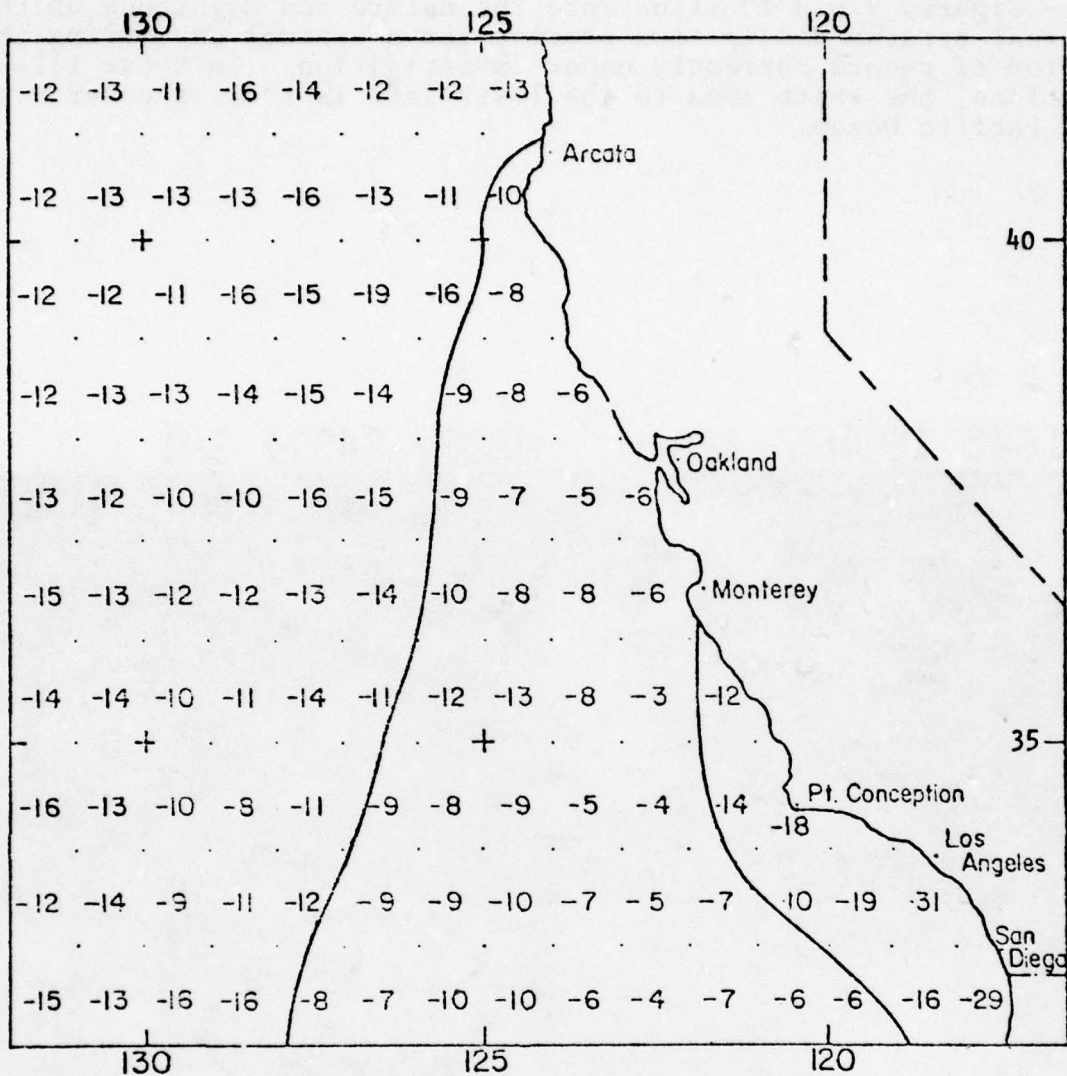 130 125 120
-12 -13 -11 -16 -14 -12 -12 -13
Arcata
-12 -13 -13 -13 -16 -13 -11 -10
40
-12 -12 -11 -16 -15 -19 -16 -8
-12 -13 -13 -14 -15 -14 -9 -8 -6
Oakland
-13 -12 -10 -10 -16 -15 -9 -7 -5 -6
-15 -13 -12 -12 -13 -14 -10 -8 -8 -6 Monterey
-14 -14 -10 -11 -14 -11 -12 -13 -8 -3 -12
35
-16 -13 -10 -8 -11 -9 -8 -9 -5 -4 -14 Pt. Conception
-18
Los
Angeles
-12 -14 -9 -11 -12 -9 -9 -10 -7 -5 -7 -10 -19 -31
San
Diego
-15 -13 -16 -16 -8 -7 -10 -10 -6 -4 -7 -6 -6 -16 -29
130 125 120